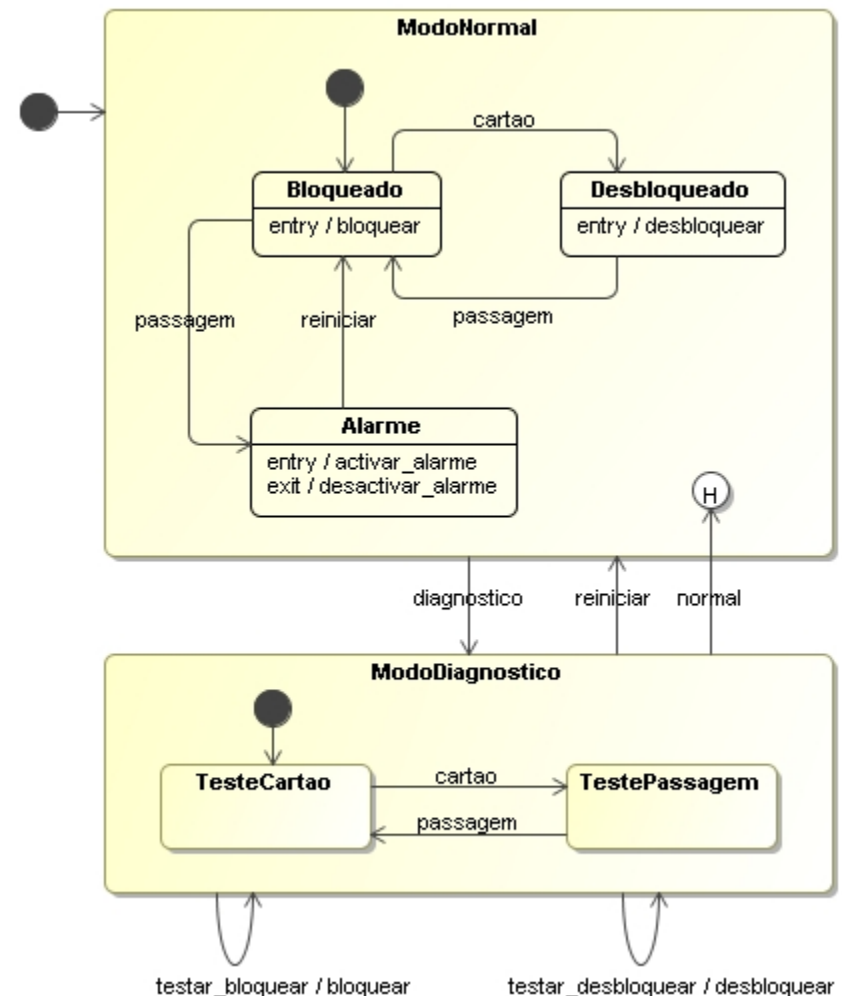 ModoNormal
cartao
Bloqueado
entry / bloquear
Desbloqueado
entry / desbloquear
passagem
reiniciar
passagem
Alarme
entry / activar_alarme
exit / desactivar_alarme
H
diagnostico
reiniciar
normal
ModoDiagnostico
TesteCartao
cartao
TestePassagem
passagem
testar_bloquear / bloquear
testar_desbloquear / desbloquear